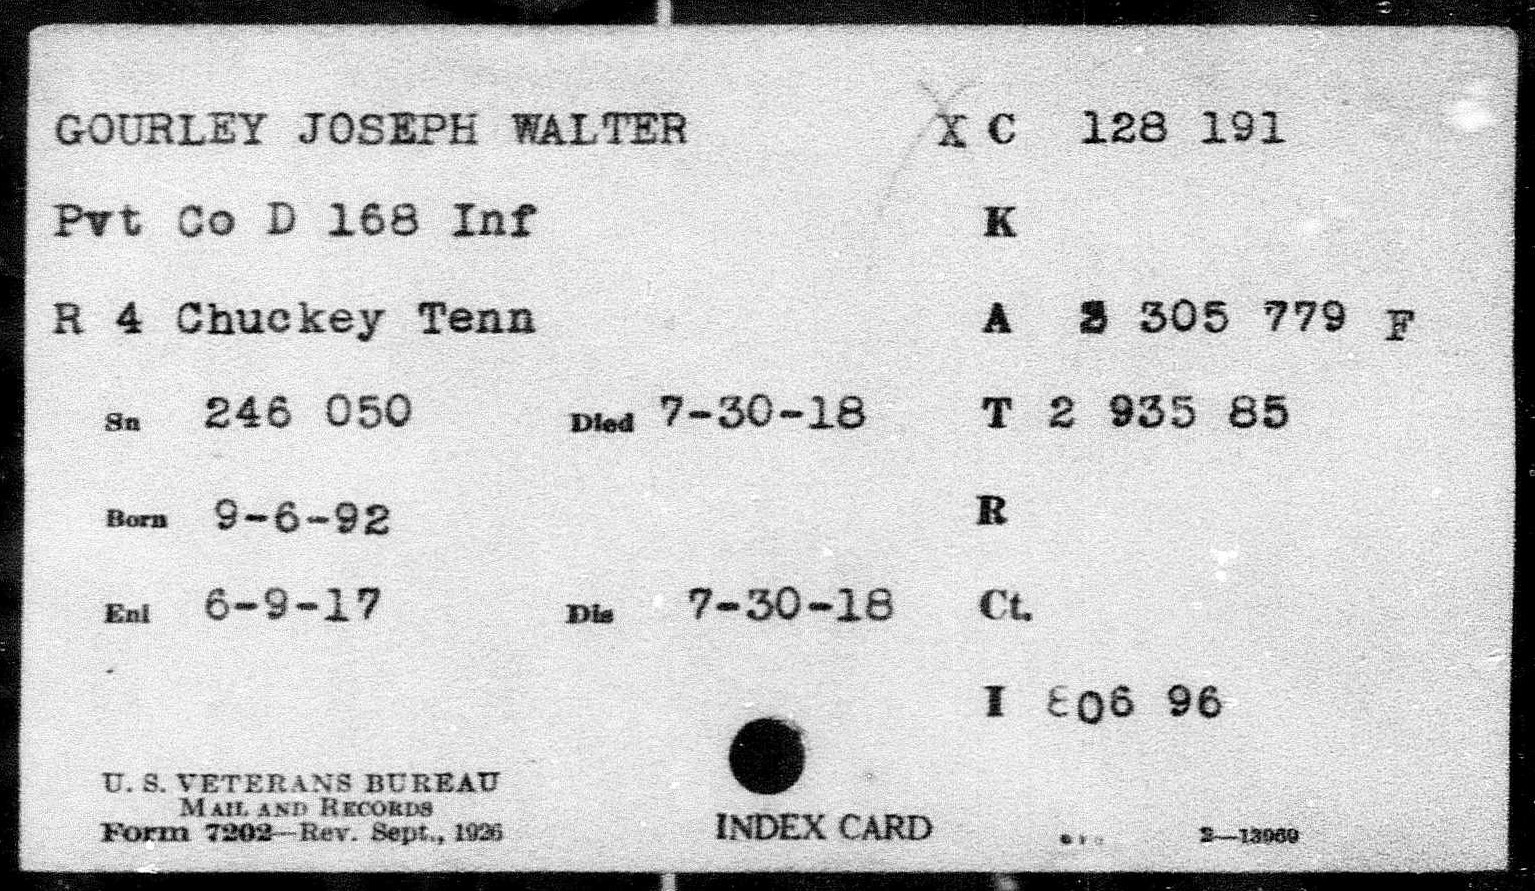 GOURLEY JOSEPH WALTER X C 128 191
Pvt Co D 168 Inf K
R 4 Chuckey Tenn A 305 779 F
Sn 246 050 Died 7-30-18 T 2 935 85
Born 9-6-92 R
Enl 6-9-17 Dis 7-30-18 Ct.
I 806 96
U. S. VETERANS BUREAU
MAIL AND RECORDS
Form 7202—Rev. Sept., 1926 INDEX CARD 2—13969